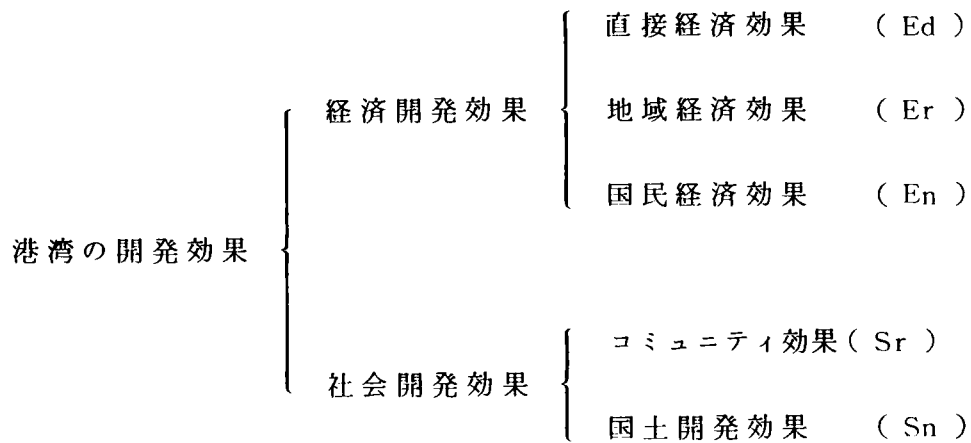 直接経済効果 ( Ed )
経済開発効果 地域経済効果 ( Er )
国民経済効果 ( En )
港湾の開発効果
コミュニティ効果 ( Sr )
社会開発効果
国土開発効果 ( Sn )